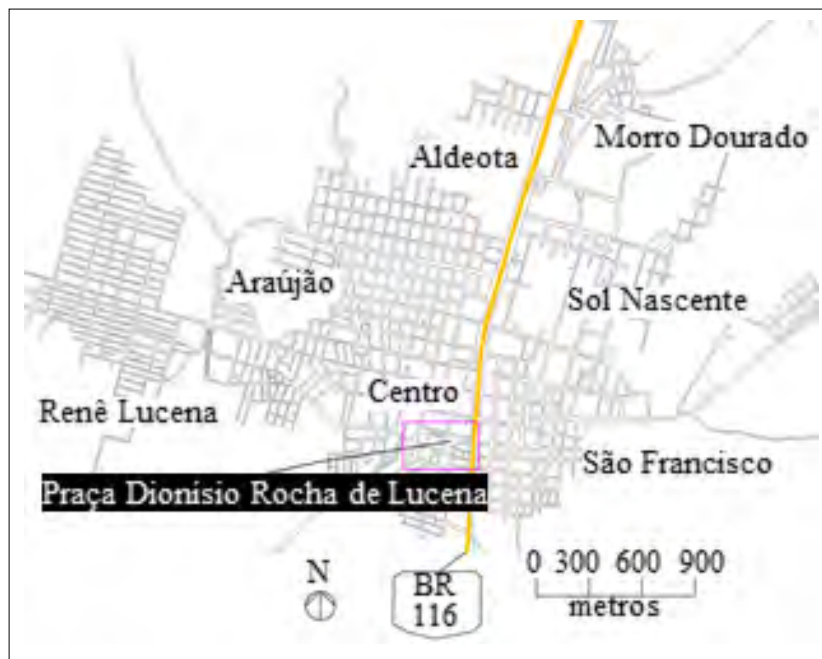 Morro Dourado
Aldeota
Araújão
Sol Nascente
Centro
Renê Lucena
São Francisco
Praça Dionísio Rocha de Lucena
N
BR
116
0 300 600 900
metros